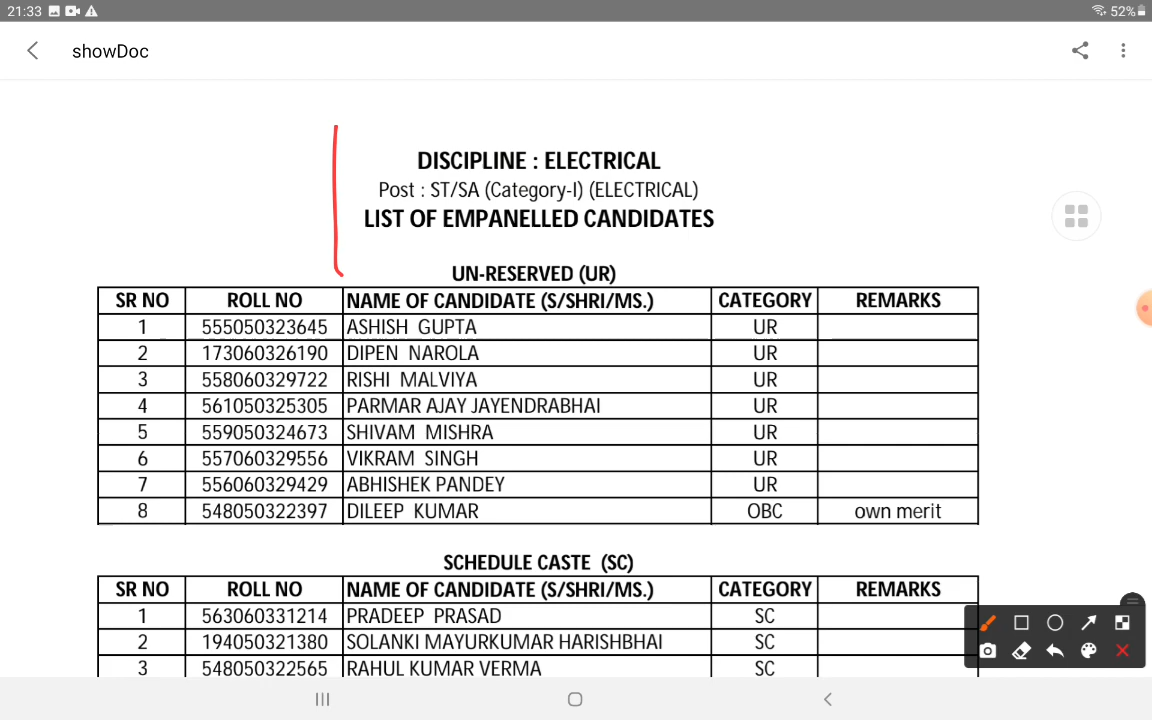 21:33 52%
showDoc
DISCIPLINE : ELECTRICAL
Post : ST/SA (Category-I) (ELECTRICAL)
LIST OF EMPANELLED CANDIDATES
UN-RESERVED (UR)
SR NO ROLL NO NAME OF CANDIDATE (S/SHRI/MS.) CATEGORY REMARKS
1 555050323645 ASHISH GUPTA UR
2 173060326190 DIPEN NAROLA UR
3 558060329722 RISHI MALVIYA UR
4 561050325305 PARMAR AJAY JAYENDRABHAI UR
5 559050324673 SHIVAM MISHRA UR
6 557060329556 VIKRAM SINGH UR
7 556060329429 ABHISHEK PANDEY UR
8 548050322397 DILEEP KUMAR OBC own merit
SCHEDULE CASTE (SC)
SR NO ROLL NO NAME OF CANDIDATE (S/SHRI/MS.) CATEGORY REMARKS
1 563060331214 PRADEEP PRASAD SC
2 194050321380 SOLANKI MAYURKUMAR HARISHBHAI SC
3 548050322565 RAHUL KUMAR VERMA SC